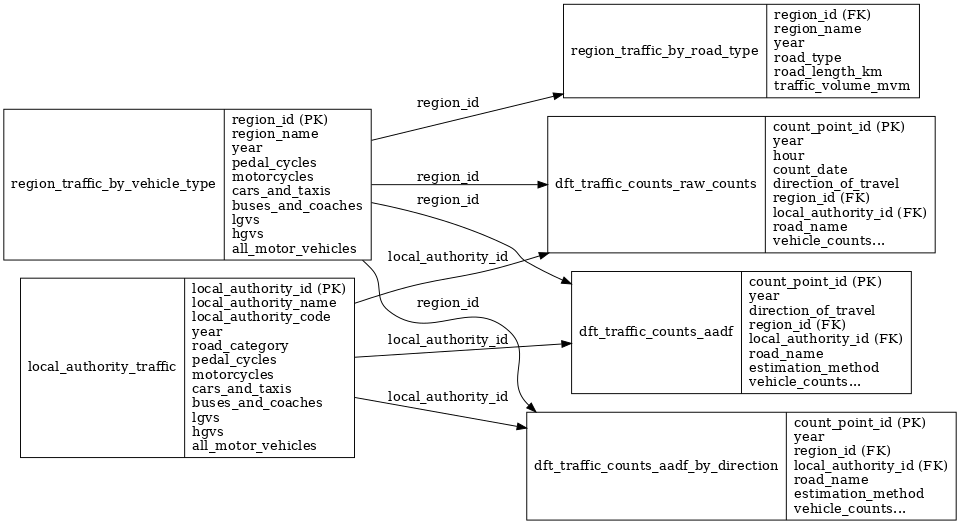 region_traffic_by_vehicle_type
region_id (PK)
region_name
year
pedal_cycles
motorcycles
cars_and_taxis
buses_and_coaches
lgvs
hgvs
all_motor_vehicles
local_authority_traffic
local_authority_id (PK)
local_authority_name
local_authority_code
year
road_category
pedal_cycles
motorcycles
cars_and_taxis
buses_and_coaches
lgvs
hgvs
all_motor_vehicles
region_id
region_id
region_id
local_authority_id
region_id
local_authority_id
local_authority_id
region_traffic_by_road_type
region_id (FK)
region_name
year
road_type
road_length_km
traffic_volume_mvm
dft_traffic_counts_raw_counts
count_point_id (PK)
year
hour
count_date
direction_of_travel
region_id (FK)
local_authority_id (FK)
road_name
vehicle_counts...
dft_traffic_counts_aadf
count_point_id (PK)
year
direction_of_travel
region_id (FK)
local_authority_id (FK)
road_name
estimation_method
vehicle_counts...
dft_traffic_counts_aadf_by_direction
count_point_id (PK)
year
region_id (FK)
local_authority_id (FK)
road_name
estimation_method
vehicle_counts...